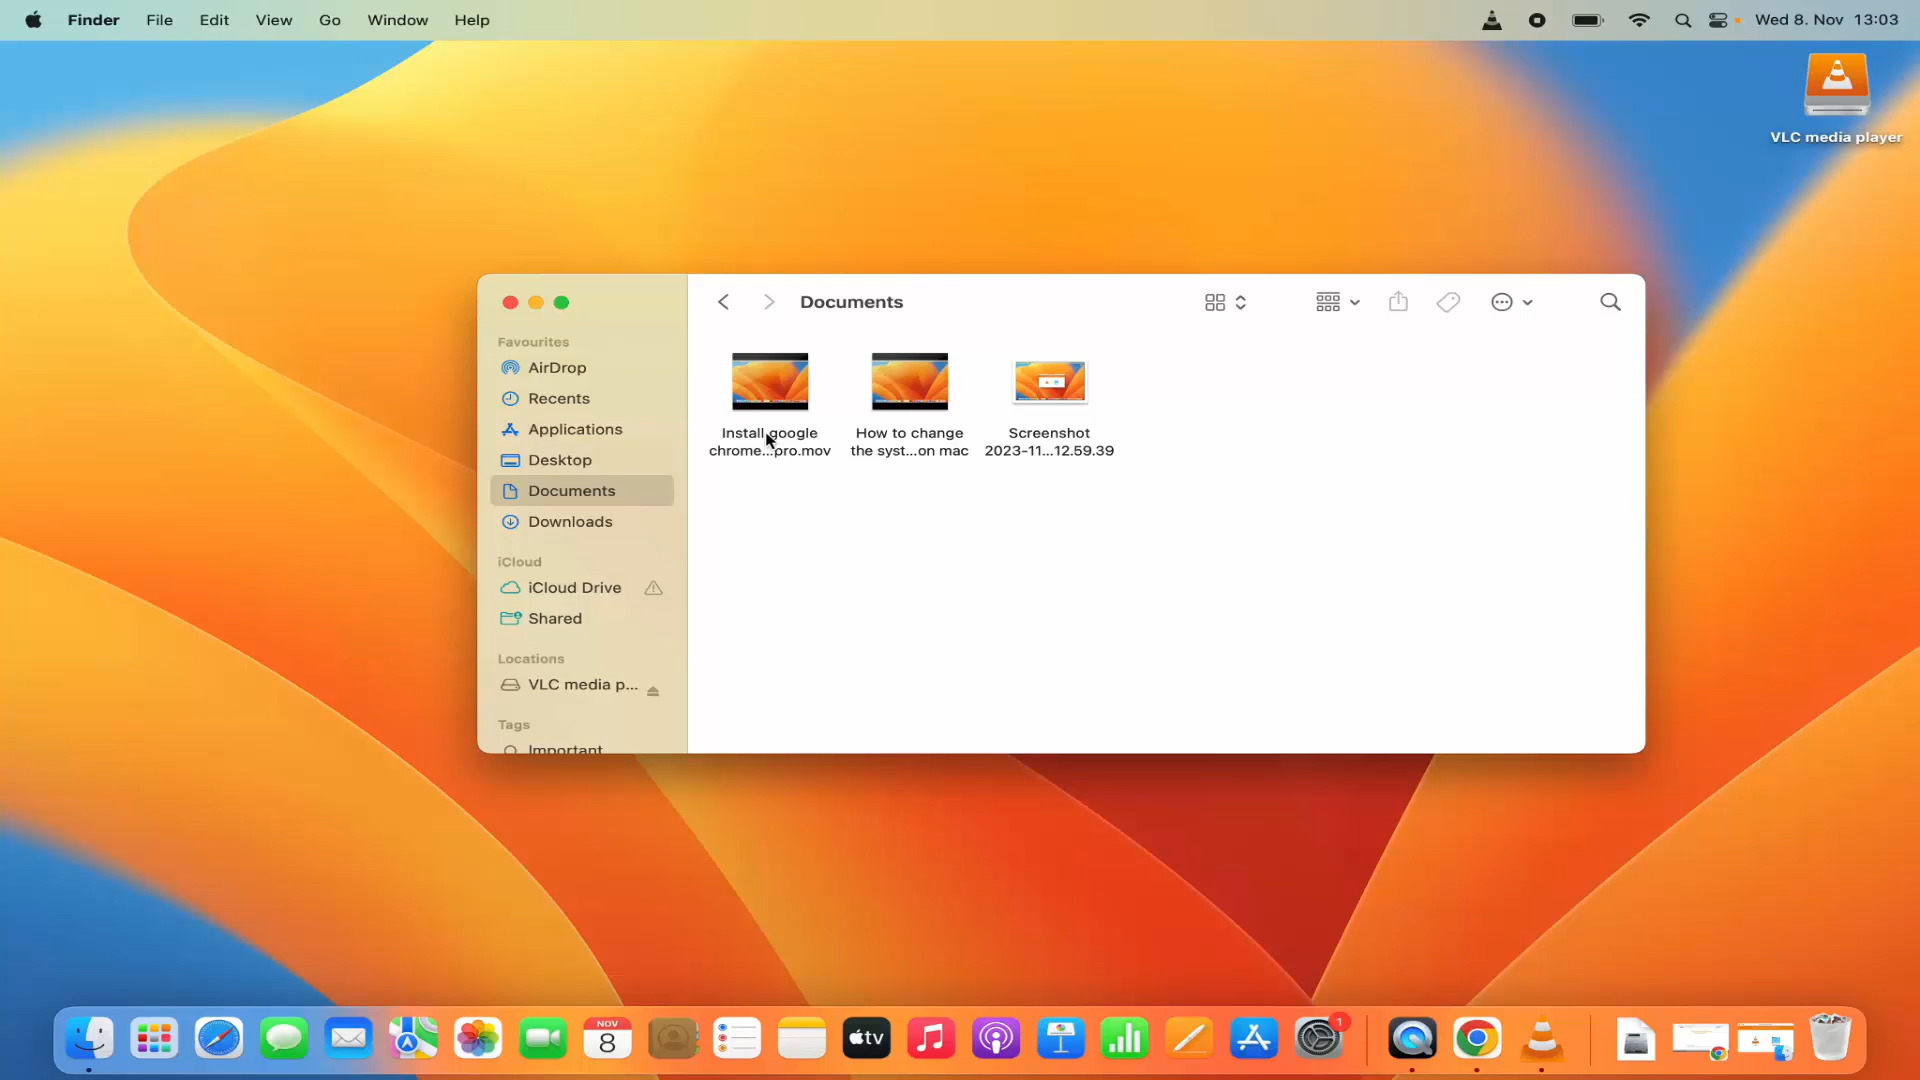 Finder File Edit View Go Window Help Wed 8. Nov 13:03
VLC media player
Documents
Favourites
AirDrop
Recents
Applications
Desktop
Documents
Downloads
iCloud
iCloud Drive
Shared
Locations
VLC media p...
Tags
Important
Install google
chrome...pro.mov
How to change
the syst...on mac
Screenshot
2023-11...12.59.39
NOV
8
tv
1